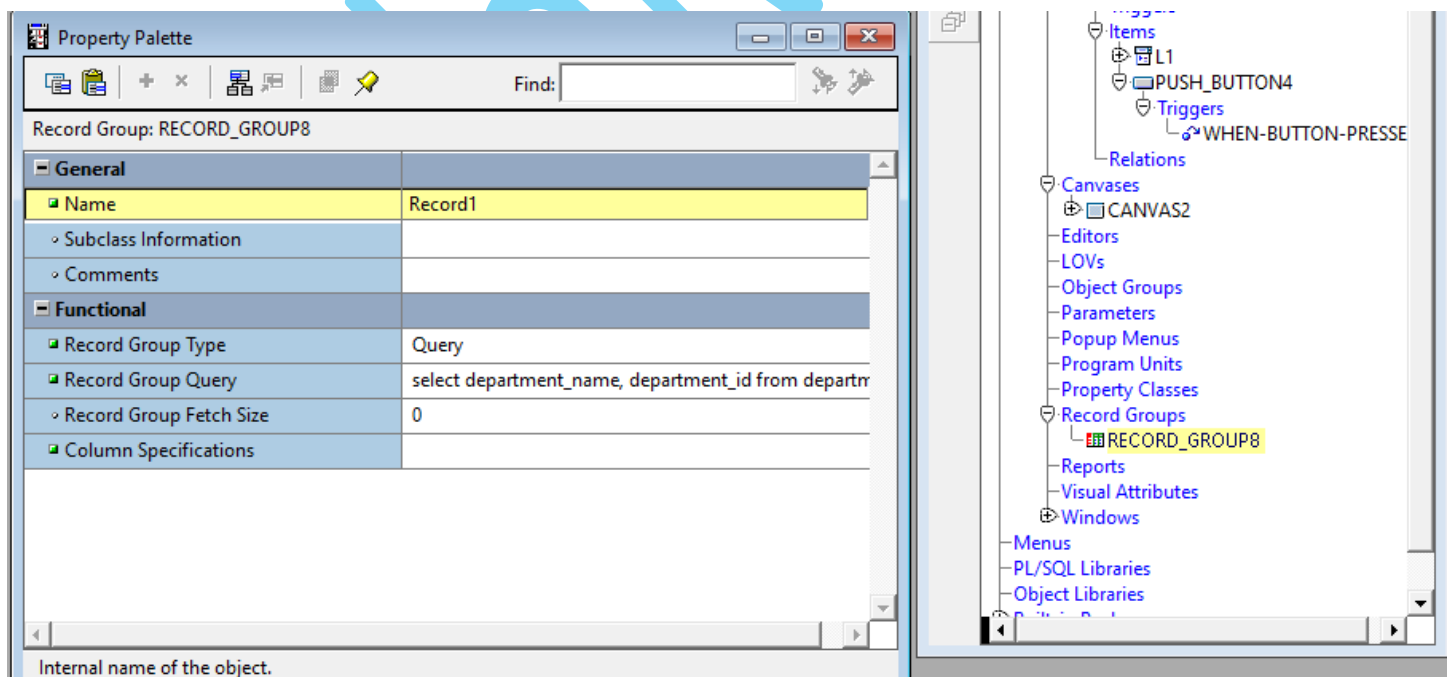 Property Palette
Find:
Record Group: RECORD_GROUP8
General
Name Record1
Subclass Information
Comments
Functional
Record Group Type Query
Record Group Query select department_name, department_id from departm
Record Group Fetch Size 0
Column Specifications
Internal name of the object.
Items
L1
PUSH_BUTTON4
Triggers
WHEN-BUTTON-PRESSE
Relations
Canvases
CANVAS2
Editors
LOVs
Object Groups
Parameters
Popup Menus
Program Units
Property Classes
Record Groups
RECORD_GROUP8
Reports
Visual Attributes
Windows
Menus
PL/SQL Libraries
Object Libraries